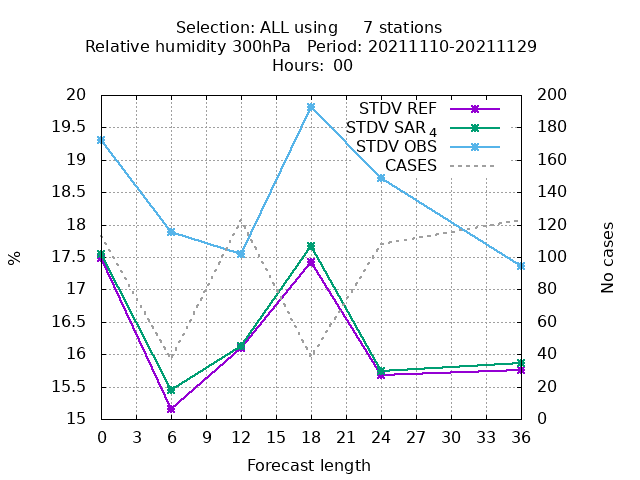 Selection: ALL using     7 stations
Relative humidity 300hPa   Period: 20211110-20211129
Hours: 00
20 200
STDV REF
19.5 STDV SAR 4 180
STDV OBS
19 CASES 160
18.5 140
18 120
17.5 100
% No cases
17 80
16.5 60
16 40
15.5 20
15 0
0 3 6 9 12 15 18 21 24 27 30 33 36
Forecast length